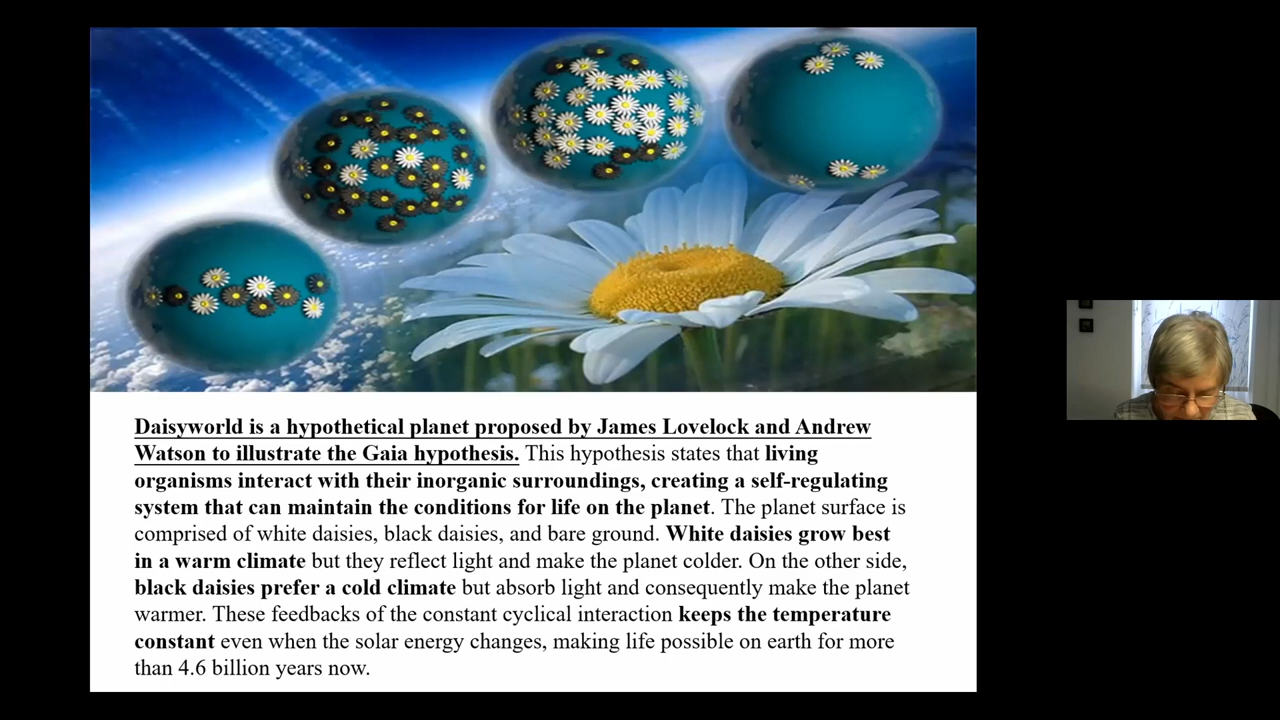 Daisyworld is a hypothetical planet proposed by James Lovelock and Andrew
Watson to illustrate the Gaia hypothesis. This hypothesis states that living
organisms interact with their inorganic surroundings, creating a self-regulating
system that can maintain the conditions for life on the planet. The planet surface is
comprised of white daisies, black daisies, and bare ground. White daisies grow best
in a warm climate but they reflect light and make the planet colder. On the other side,
black daisies prefer a cold climate but absorb light and consequently make the planet
warmer. These feedbacks of the constant cyclical interaction keeps the temperature
constant even when the solar energy changes, making life possible on earth for more
than 4.6 billion years now.